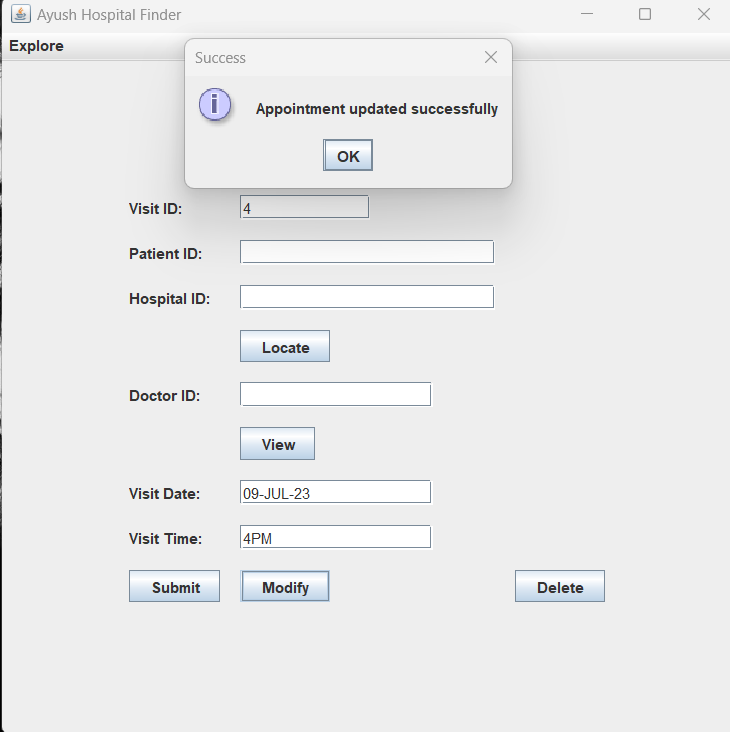 Ayush Hospital Finder
Explore
Success
Appointment updated successfully
OK
Visit ID: 4
Patient ID:
Hospital ID:
Locate
Doctor ID:
View
Visit Date: 09-JUL-23
Visit Time: 4PM
Submit Modify Delete